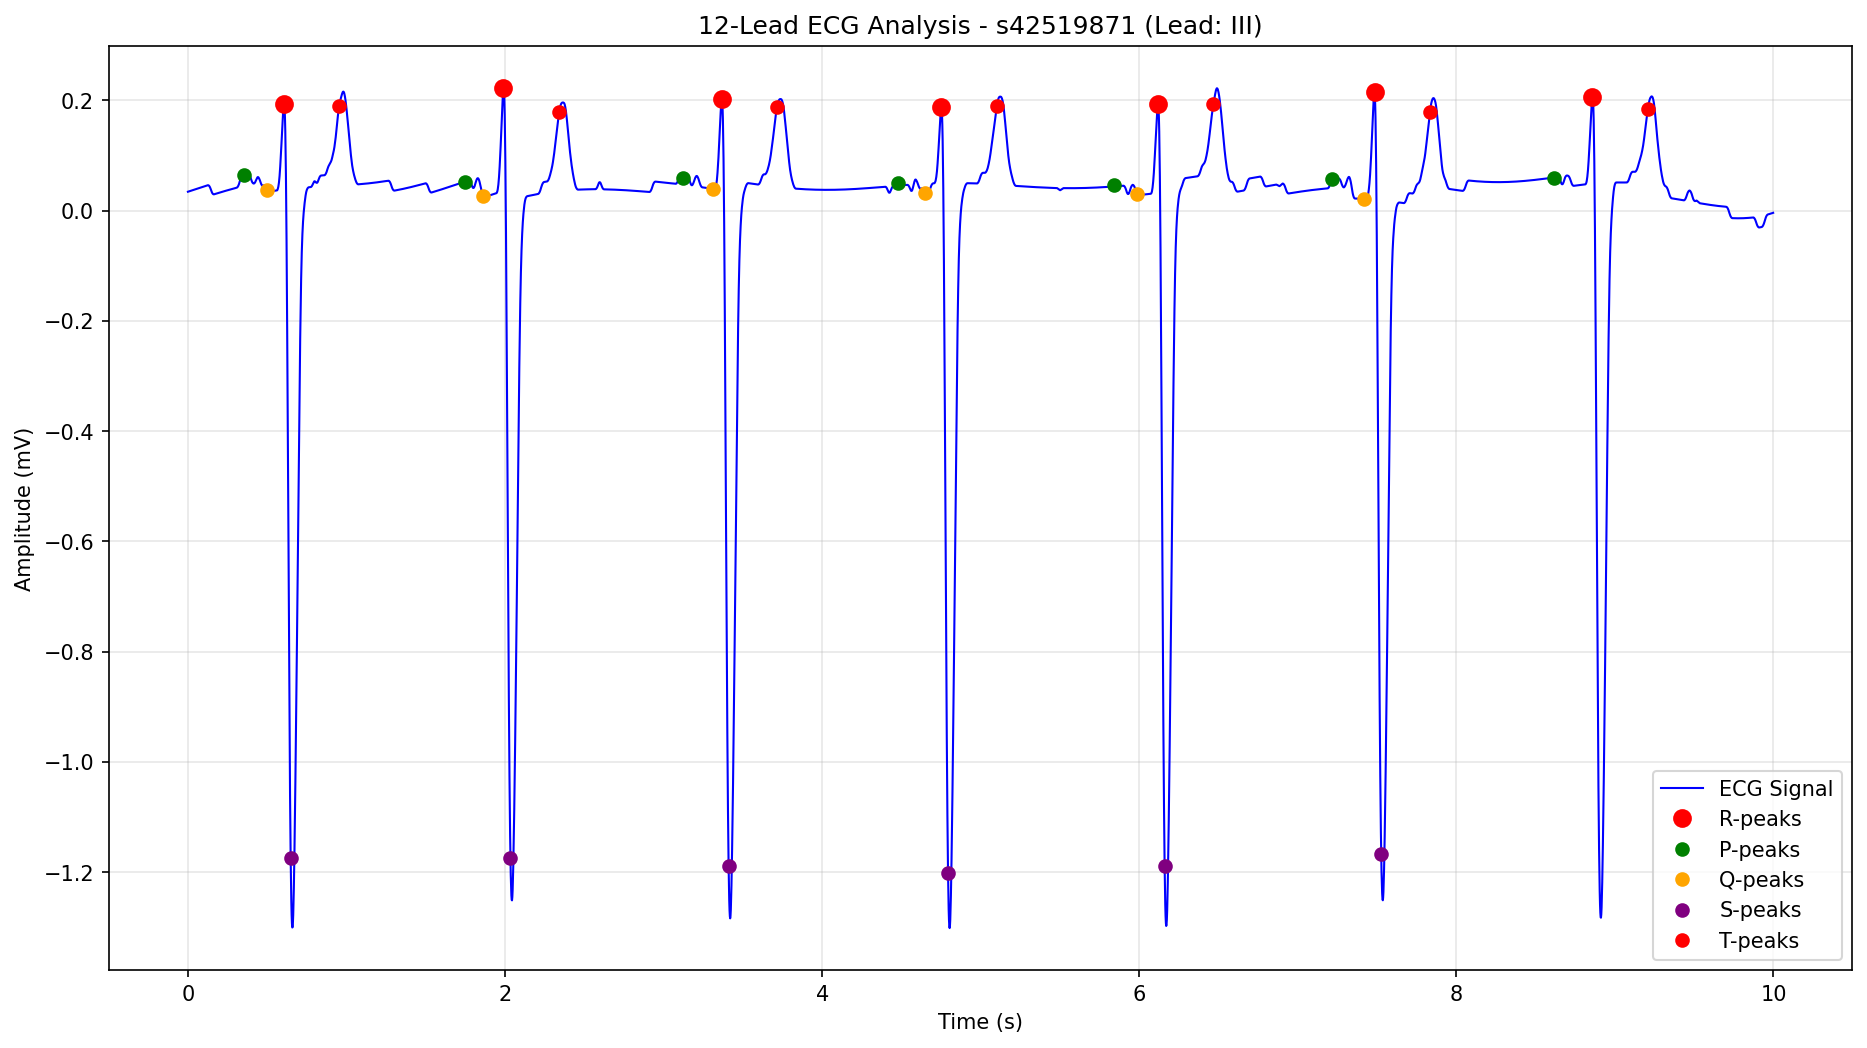 12-Lead ECG Analysis - s42519871 (Lead: III)
Amplitude (mV)
0.2
0.0
−0.2
−0.4
−0.6
−0.8
−1.0
−1.2
0
2
4
6
8
10
Time (s)
ECG Signal
R-peaks
P-peaks
Q-peaks
S-peaks
T-peaks